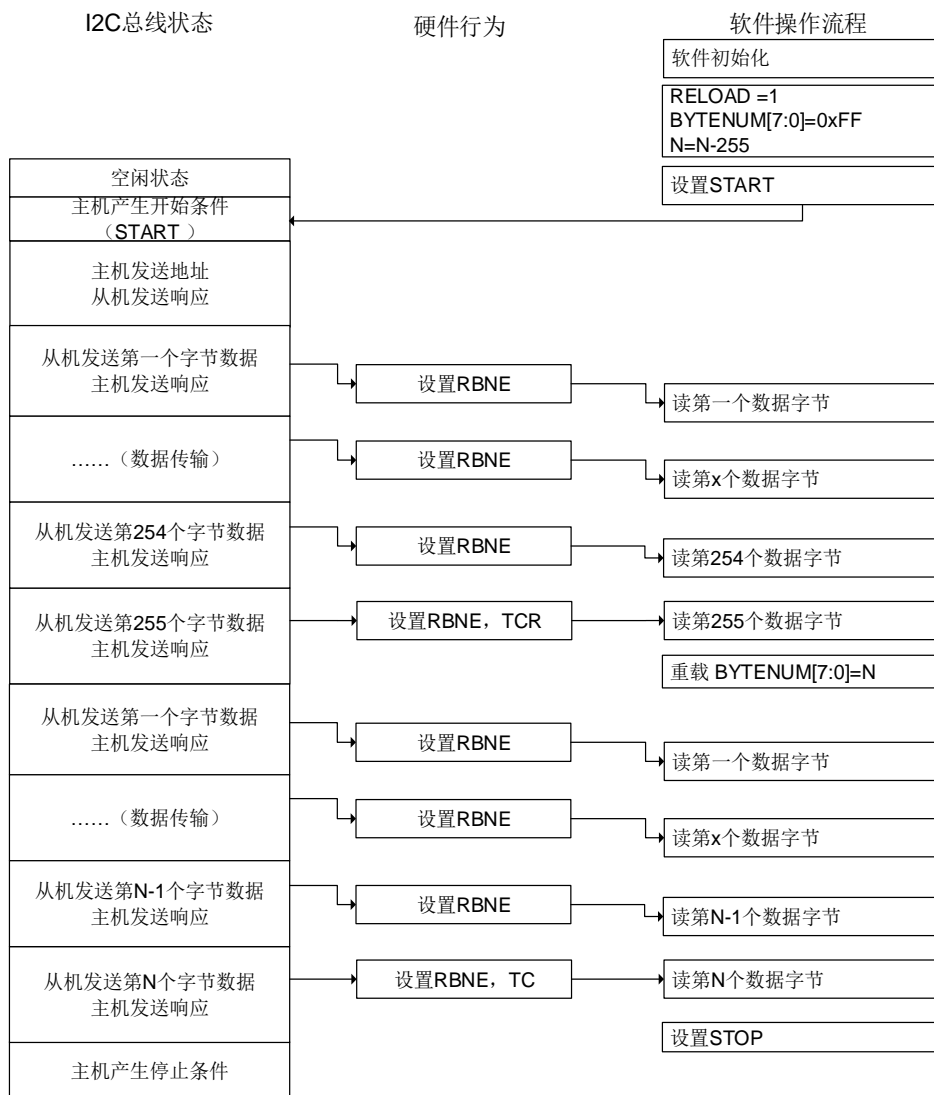 I2C总线状态
硬件行为
软件操作流程
软件初始化
RELOAD =1
BYTENUM[7:0]=0xFF
N=N-255
空闲状态
设置START
主机产生开始条件
（START ）
主机发送地址
从机发送响应
从机发送第一个字节数据
主机发送响应
设置RBNE
读第一个数据字节
……（数据传输）
设置RBNE
读第x个数据字节
从机发送第254个字节数据
主机发送响应
设置RBNE
读第254个数据字节
从机发送第255个字节数据
主机发送响应
设置RBNE，TCR
读第255个数据字节
重载 BYTENUM[7:0]=N
从机发送第一个字节数据
主机发送响应
设置RBNE
读第一个数据字节
……（数据传输）
设置RBNE
读第x个数据字节
从机发送第N-1个字节数据
主机发送响应
设置RBNE
读第N-1个数据字节
从机发送第N个字节数据
主机发送响应
设置RBNE，TC
读第N个数据字节
设置STOP
主机产生停止条件